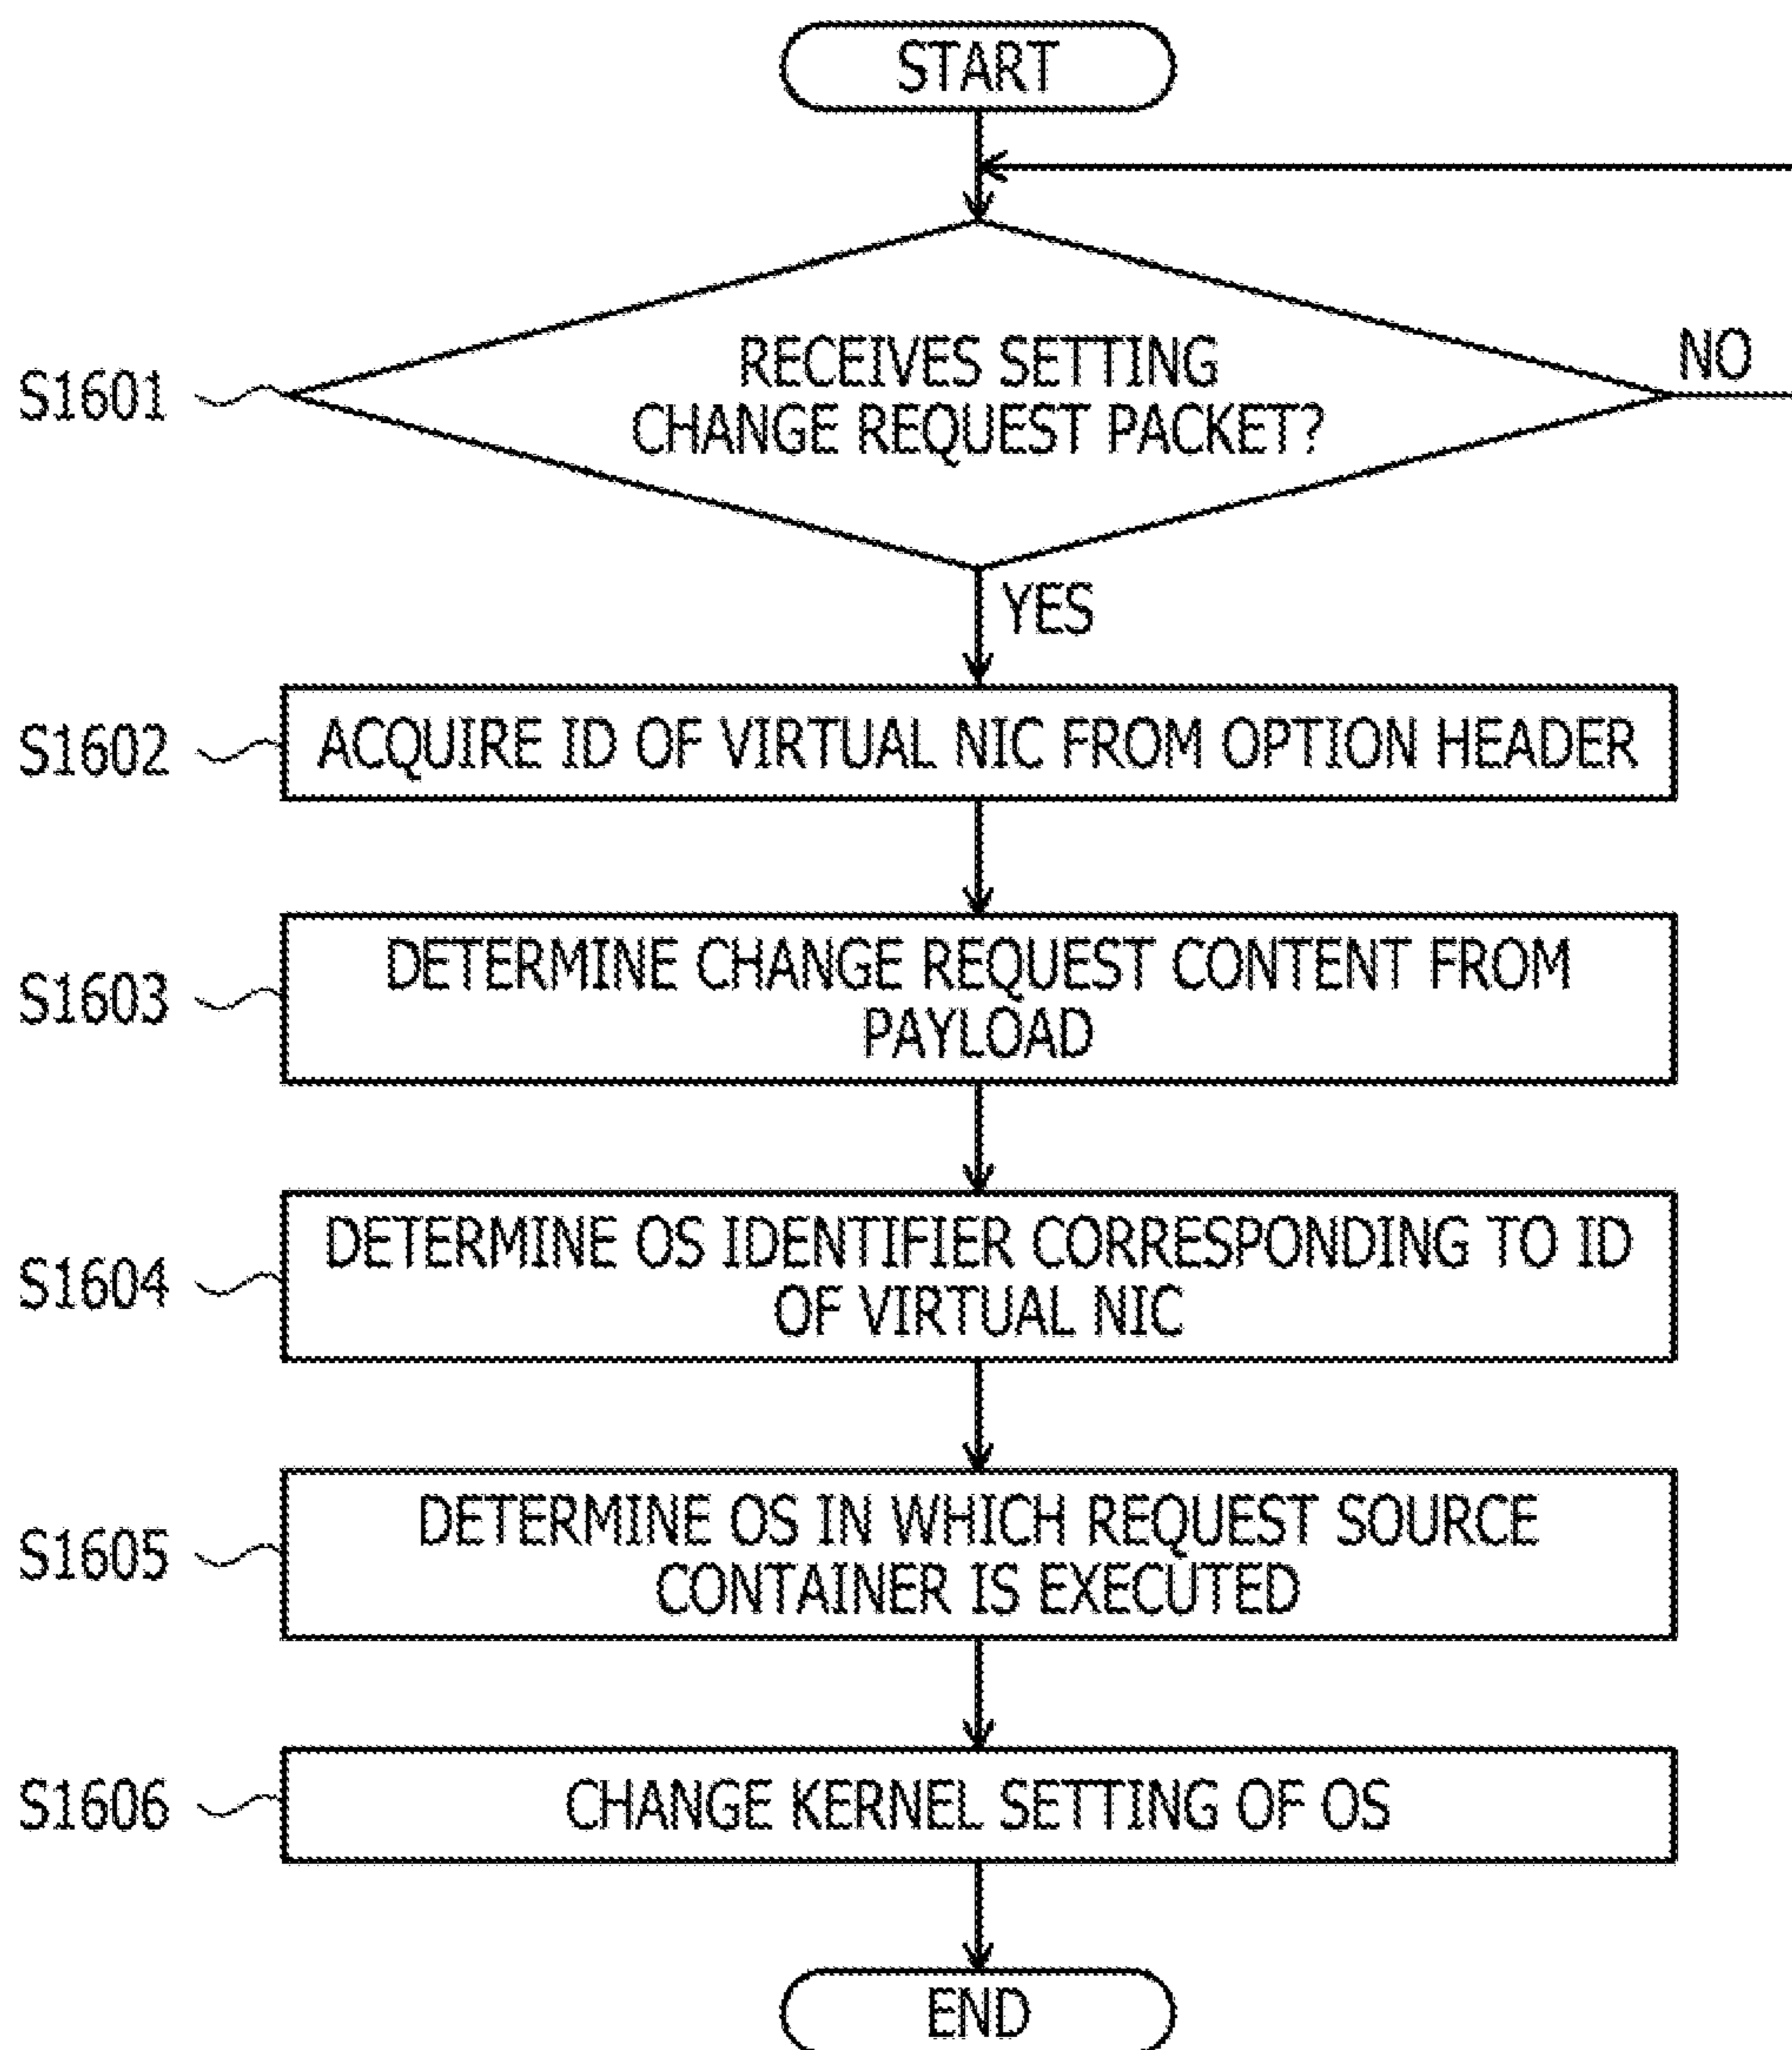 START
S1601
RECEIVES SETTING
CHANGE REQUEST PACKET?
NO
YES
S1602
ACQUIRE ID OF VIRTUAL NIC FROM OPTION HEADER
S1603
DETERMINE CHANGE REQUEST CONTENT FROM
PAYLOAD
S1604
DETERMINE OS IDENTIFIER CORRESPONDING TO ID
OF VIRTUAL NIC
S1605
DETERMINE OS IN WHICH REQUEST SOURCE
CONTAINER IS EXECUTED
S1606
CHANGE KERNEL SETTING OF OS
END